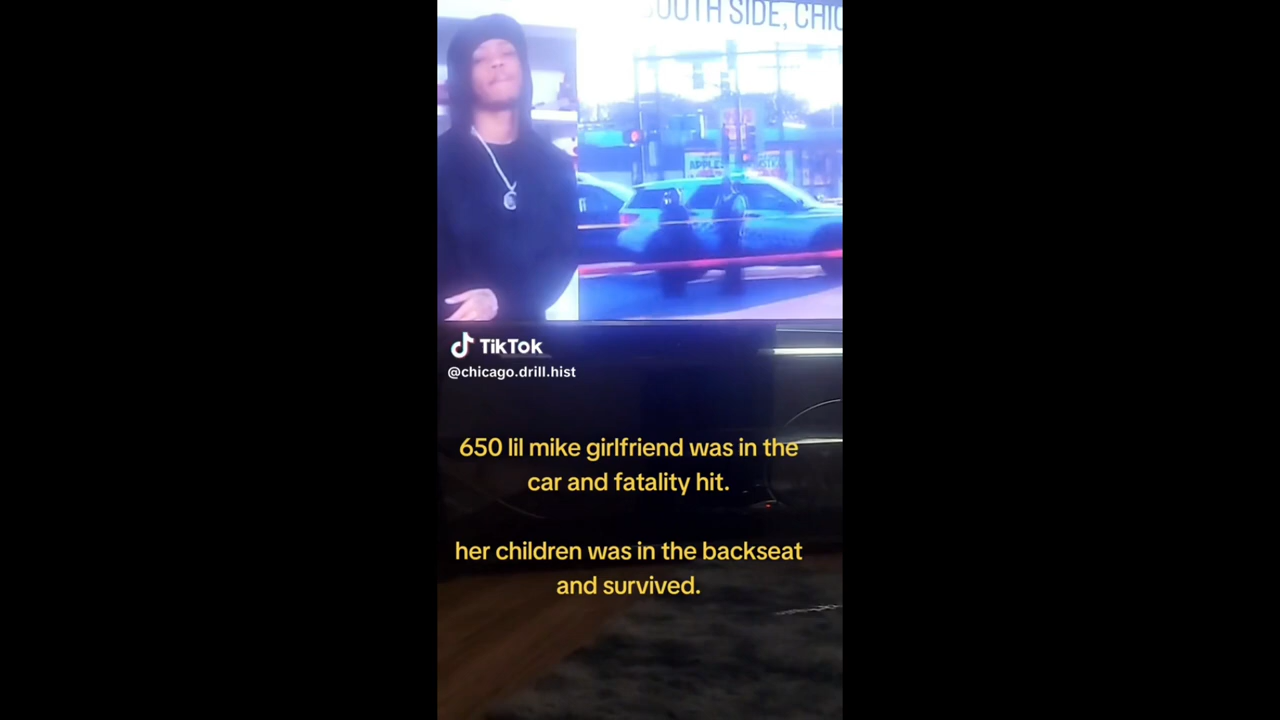 SOUTH SIDE, CHIC
TikTok
@chicago.drill.hist
650 lil mike girlfriend was in the
car and fatality hit.
her children was in the backseat
and survived.